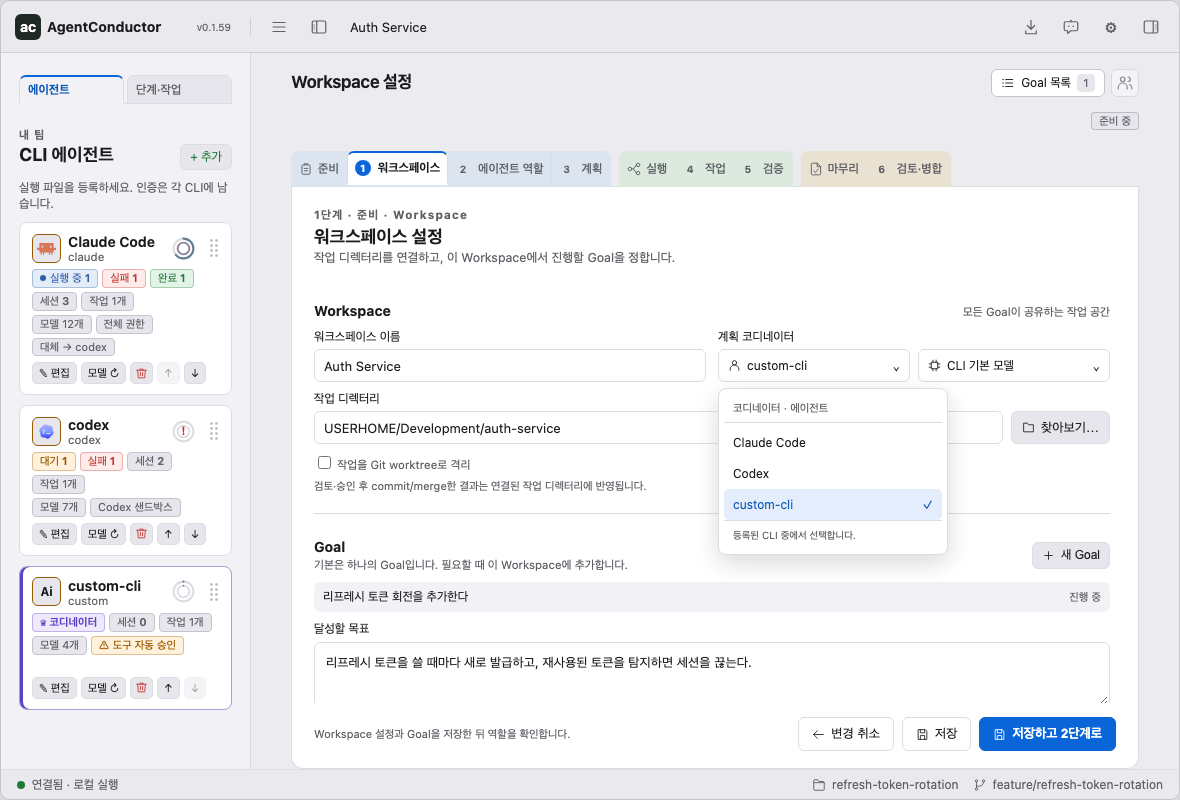 ac AgentConductor v0.1.59 Auth Service
에이전트 단계·작업
내 팀
CLI 에이전트
+ 추가
실행 파일을 등록하세요. 인증은 각 CLI에 남
습니다.
Claude Code
claude
실행 중 1 실패 1 완료 1
세션 3 작업 1개
모델 12개 전체 권한
대체 → codex
편집 모델
codex
codex
대기 1 실패 1 세션 2
작업 1개
모델 7개 Codex 샌드박스
편집 모델
Ai custom-cli
custom
코디네이터 세션 0 작업 1개
모델 4개 도구 자동 승인
편집 모델
Workspace 설정
Goal 목록 1
준비 중
준비 1 워크스페이스 2 에이전트 역할 3 계획 실행 4 작업 5 검증 마무리 6 검토·병합
1단계 · 준비 · Workspace
워크스페이스 설정
작업 디렉터리를 연결하고, 이 Workspace에서 진행할 Goal을 정합니다.
Workspace 모든 Goal이 공유하는 작업 공간
워크스페이스 이름 계획 코디네이터
Auth Service custom-cli CLI 기본 모델
작업 디렉터리
USERHOME/Development/auth-service 찾아보기...
작업을 Git worktree로 격리
검토·승인 후 commit/merge한 결과는 연결된 작업 디렉터리에 반영됩니다.
코디네이터 · 에이전트
Claude Code
Codex
custom-cli ✓
등록된 CLI 중에서 선택합니다.
Goal
기본은 하나의 Goal입니다. 필요할 때 이 Workspace에 추가합니다.
+ 새 Goal
리프레시 토큰 회전을 추가한다 진행 중
달성할 목표
리프레시 토큰을 쓸 때마다 새로 발급하고, 재사용된 토큰을 탐지하면 세션을 끊는다.
Workspace 설정과 Goal을 저장한 뒤 역할을 확인합니다.
← 변경 취소 저장 저장하고 2단계로
연결됨 · 로컬 실행 refresh-token-rotation feature/refresh-token-rotation